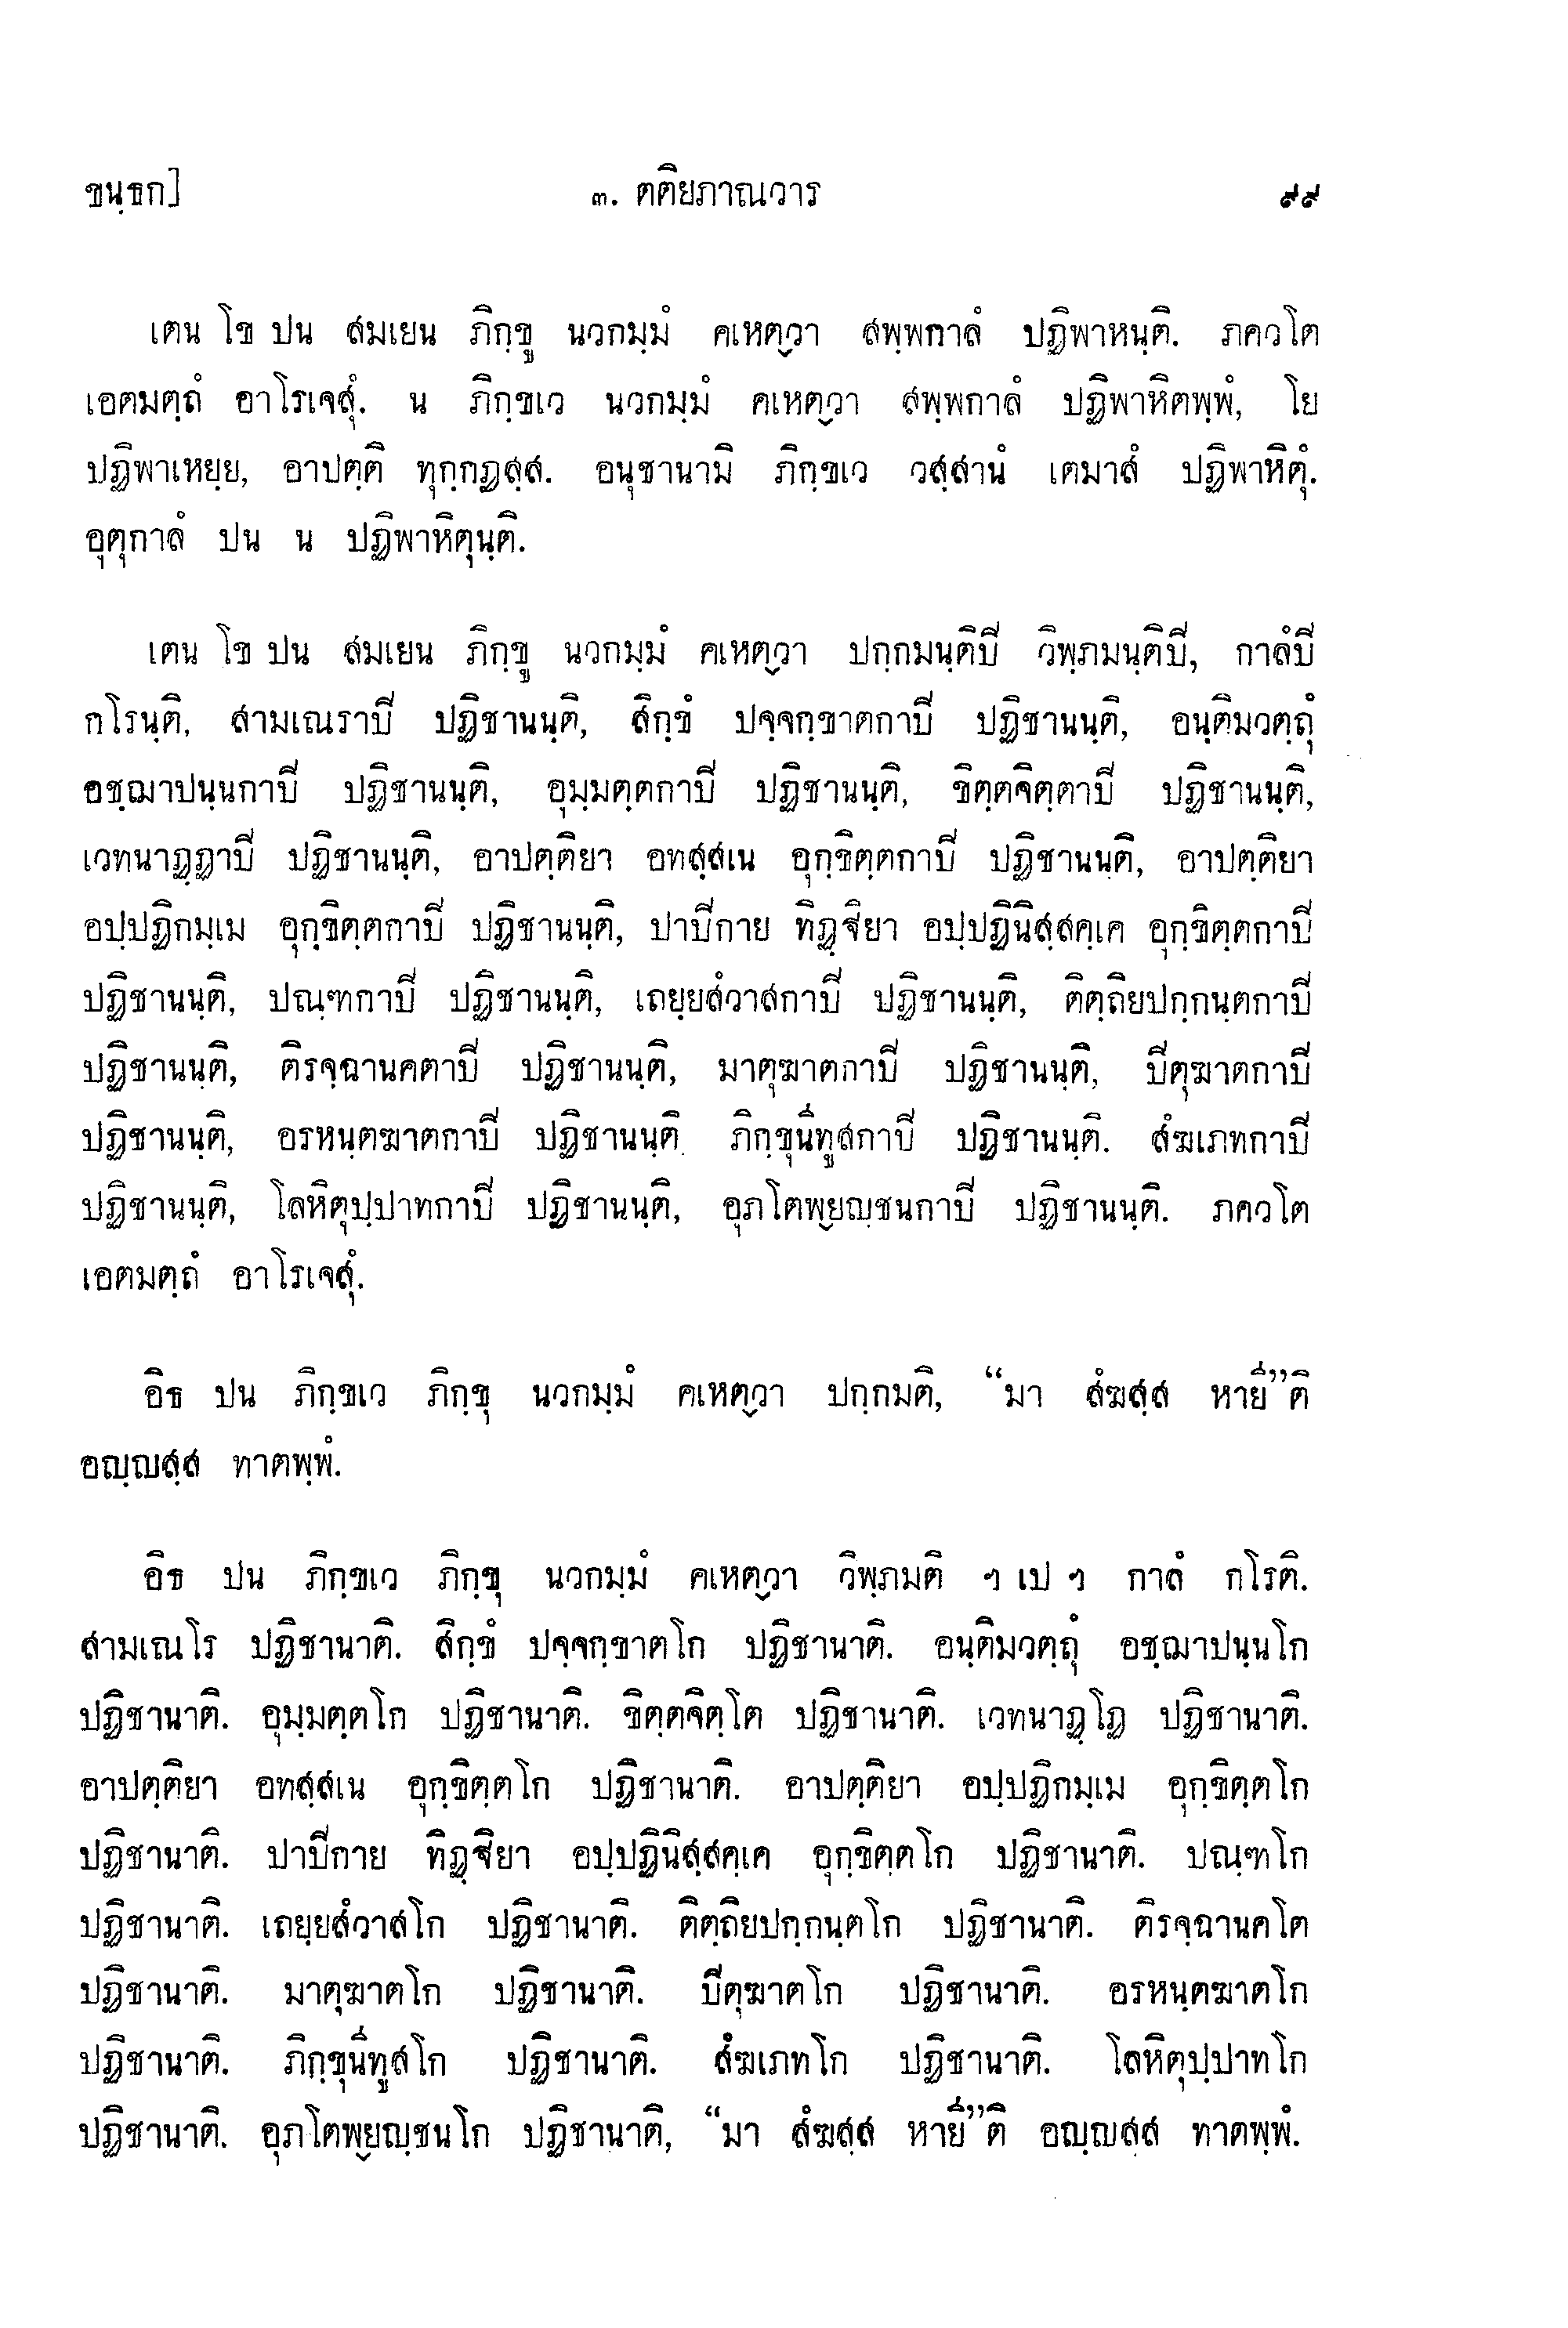 ขนฺธก]                    ๓. ตติยภาณวาร                    ๙๙
เตน โข ปน สมเยน ภิกฺขู นวกมฺมํ คเหตฺวา สพฺพกาลํ ปฏิพาหนฺติ. ภควโต
เอตมตฺถํ อาโรเจสุํ. น ภิกฺขเว นวกมฺมํ คเหตฺวา สพฺพกาลํ ปฏิพาหิตพฺพํ, โย
ปฏิพาเหยฺย, อาปตฺติ ทุกฺกฏสฺส. อนุชานามิ ภิกฺขเว วสฺสานํ เตมาสํ ปฏิพาหิตุํ.
อุตุกาลํ ปน น ปฏิพาหิตุนฺติ.
เตน โข ปน สมเยน ภิกฺขู นวกมฺมํ คเหตฺวา ปกฺกมนฺติปิ วิพฺภมนฺติปิ, กาลํปิ
กโรนฺติ, สามเณราปิ ปฏิชานนฺติ, สิกฺขํ ปจฺจกฺขาตกาปิ ปฏิชานนฺติ, อนฺติมวตฺถุํ
อชฺฌาปนฺนกาปิ ปฏิชานนฺติ, อุมฺมตฺตกาปิ ปฏิชานนฺติ, ขิตฺตจิตฺตาปิ ปฏิชานนฺติ,
เวทนาฏฺฏาปิ ปฏิชานนฺติ, อาปตฺติยา อทสฺสเน อุกฺขิตฺตกาปิ ปฏิชานนฺติ, อาปตฺติยา
อปฺปฏิกมฺเม อุกฺขิตฺตกาปิ ปฏิชานนฺติ, ปาปิกาย ทิฏฺฐิยา อปฺปฏินิสฺสคฺเค อุกฺขิตฺตกาปิ
ปฏิชานนฺติ, ปณฺฑกาปิ ปฏิชานนฺติ, เถยฺยสํวาสกาปิ ปฏิชานนฺติ, ติตฺถิยปกฺกนฺตกาปิ
ปฏิชานนฺติ, ติรจฺฉานคตาปิ ปฏิชานนฺติ, มาตุฆาตกาปิ ปฏิชานนฺติ, ปิตุฆาตกาปิ
ปฏิชานนฺติ, อรหนฺตฆาตกาปิ ปฏิชานนฺติ. ภิกฺขุนิํทูสกาปิ ปฏิชานนฺติ. สํฆเภทกาปิ
ปฏิชานนฺติ, โลหิตุปฺปาทกาปิ ปฏิชานนฺติ, อุภโตพฺยญฺชนกาปิ ปฏิชานนฺติ. ภควโต
เอตมตฺถํ อาโรเจสุํ.
อิธ ปน ภิกฺขเว ภิกฺขุ นวกมฺมํ คเหตฺวา ปกฺกมติ, “มา สํฆสฺส หายิํ”ติ
อญฺญสฺส ทาตพฺพํ.
อิธ ปน ภิกฺขเว ภิกฺขุ นวกมฺมํ คเหตฺวา วิพฺภมติ ฯ เป ฯ กาลํ กโรติ.
สามเณโร ปฏิชานาติ. สิกฺขํ ปจฺจกฺขาตโก ปฏิชานาติ. อนฺติมวตฺถุํ อชฺฌาปนฺนโก
ปฏิชานาติ. อุมฺมตฺตโก ปฏิชานาติ. ขิตฺตจิตฺโต ปฏิชานาติ. เวทนาฏฺโฏ ปฏิชานาติ.
อาปตฺติยา อทสฺสเน อุกฺขิตฺตโก ปฏิชานาติ. อาปตฺติยา อปฺปฏิกมฺเม อุกฺขิตฺตโก
ปฏิชานาติ. ปาปิกาย ทิฏฺฐิยา อปฺปฏินิสฺสคฺเค อุกฺขิตฺตโก ปฏิชานาติ. ปณฺฑโก
ปฏิชานาติ. เถยฺยสํวาสโก ปฏิชานาติ. ติตฺถิยปกฺกนฺตโก ปฏิชานาติ. ติรจฺฉานคโต
ปฏิชานาติ. มาตุฆาตโก ปฏิชานาติ. ปิตุฆาตโก ปฏิชานาติ. อรหนฺตฆาตโก
ปฏิชานาติ. ภิกฺขุนิํทูสโก ปฏิชานาติ. สํฆเภทโก ปฏิชานาติ. โลหิตุปฺปาทโก
ปฏิชานาติ. อุภโตพฺยญฺชนโก ปฏิชานาติ, “มา สํฆสฺส หายิํ”ติ อญฺญสฺส ทาตพฺพํ.